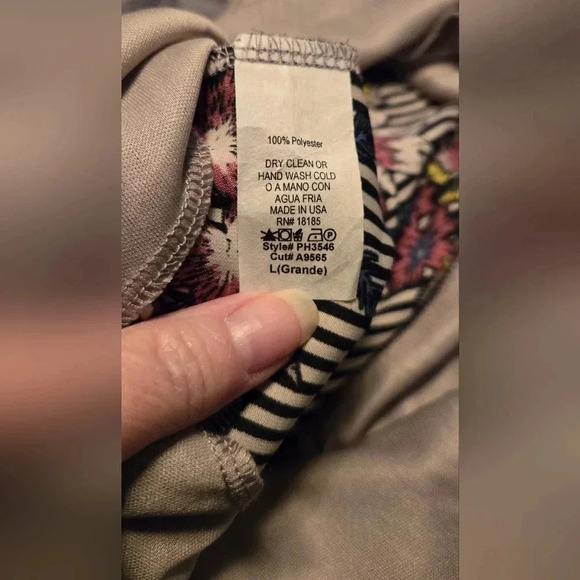 100% Polyester
DRY CLEAN OR
HAND WASH COLD
O A MANO CON
AGUA FRIA
MADE IN USA
RN# 18185
Style# PH3546
Cut# A9565
L(Grande)